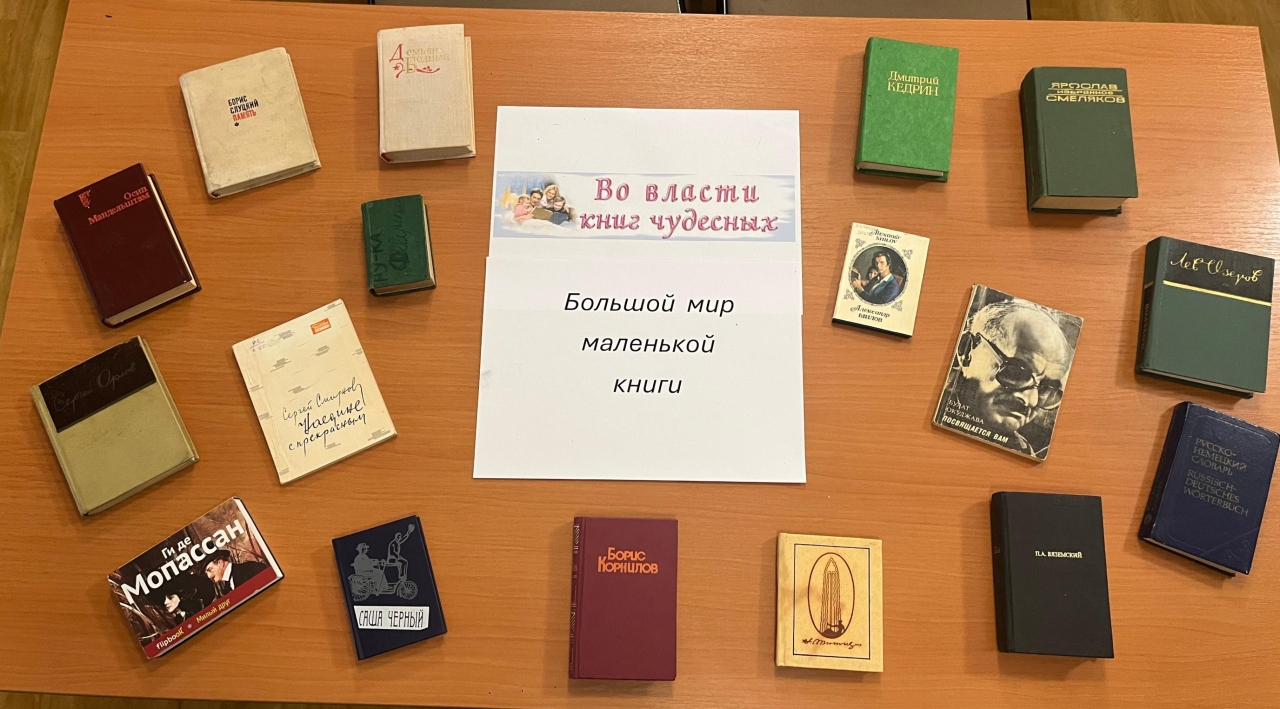 Во власти
книг чудесных
Большой мир
маленькой
книги
БОРИС
СЛУЦКИЙ
ПАМЯТЬ
Демьян
Бедный
Дмитрий
КЕДРИН
ЯРОСЛАВ
ИЗБРАННОЕ
СМЕЛЯКОВ
Осип
Мандельштам
Александр
БЛОК
Лев Озеров
Сергей Орлов
Сергей Смирнов
Наедине
с прекрасным
БУЛАТ
ОКУДЖАВА
ПОСВЯЩАЕТСЯ ВАМ
РУССКО-
НЕМЕЦКИЙ
СЛОВАРЬ
RUSSISCH-
DEUTSCHES
WÖRTERBUCH
Ги де
Мопассан
flipbook • Милый друг
САША ЧЕРНЫЙ
БОРИС
КОРНИЛОВ
П.А. ВЯЗЕМСКИЙ